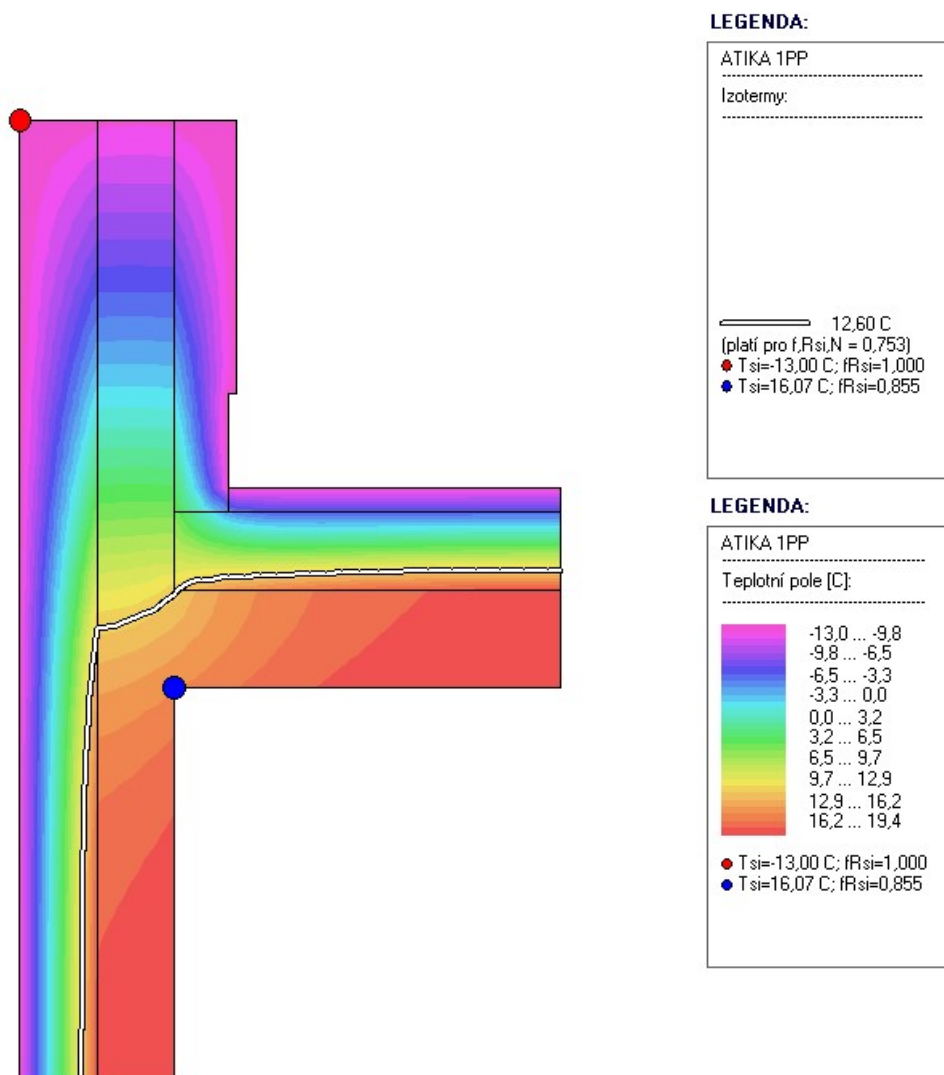 LEGENDA:
ATIKA 1PP
Izotermy:
12,60 C
(platí pro f,Rsi,N = 0,753)
Tsi=-13,00 C; fRsi=1,000
Tsi=16,07 C; fRsi=0,855
LEGENDA:
ATIKA 1PP
Teplotní pole [C]:
-13,0 ... -9,8
-9,8 ... -6,5
-6,5 ... -3,3
-3,3 ... 0,0
0,0 ... 3,2
3,2 ... 6,5
6,5 ... 9,7
9,7 ... 12,9
12,9 ... 16,2
16,2 ... 19,4
Tsi=-13,00 C; fRsi=1,000
Tsi=16,07 C; fRsi=0,855